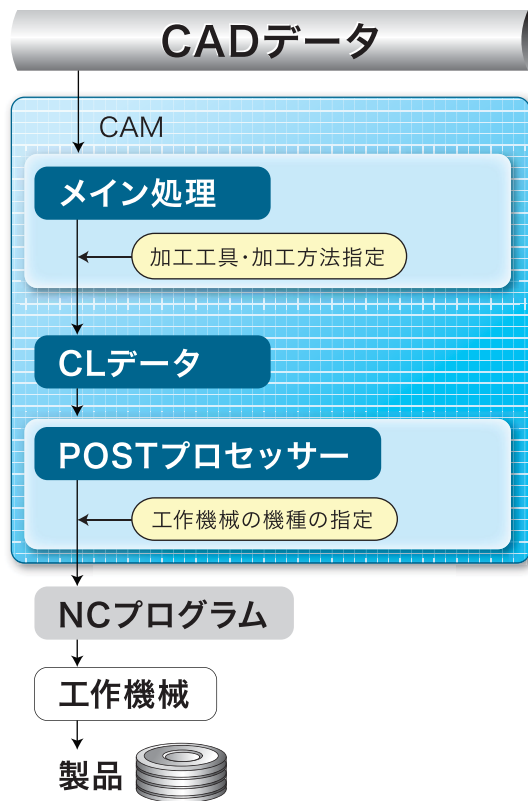 CADデータ
CAM
メイン処理
加工工具・加工方法指定
CLデータ
POSTプロセッサー
工作機械の機種の指定
NCプログラム
工作機械
製品